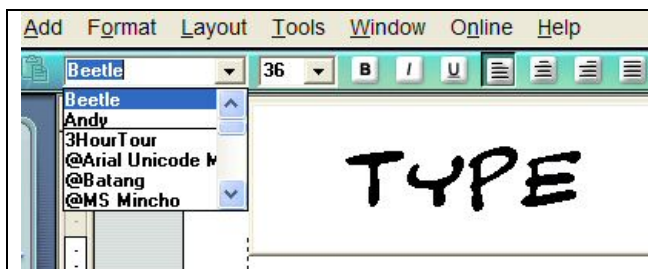 Add Format Layout Tools Window Online Help
Beetle 36 B I U
Beetle
Andy
3HourTour
@Arial Unicode M
@Batang
@MS Mincho
TYPE